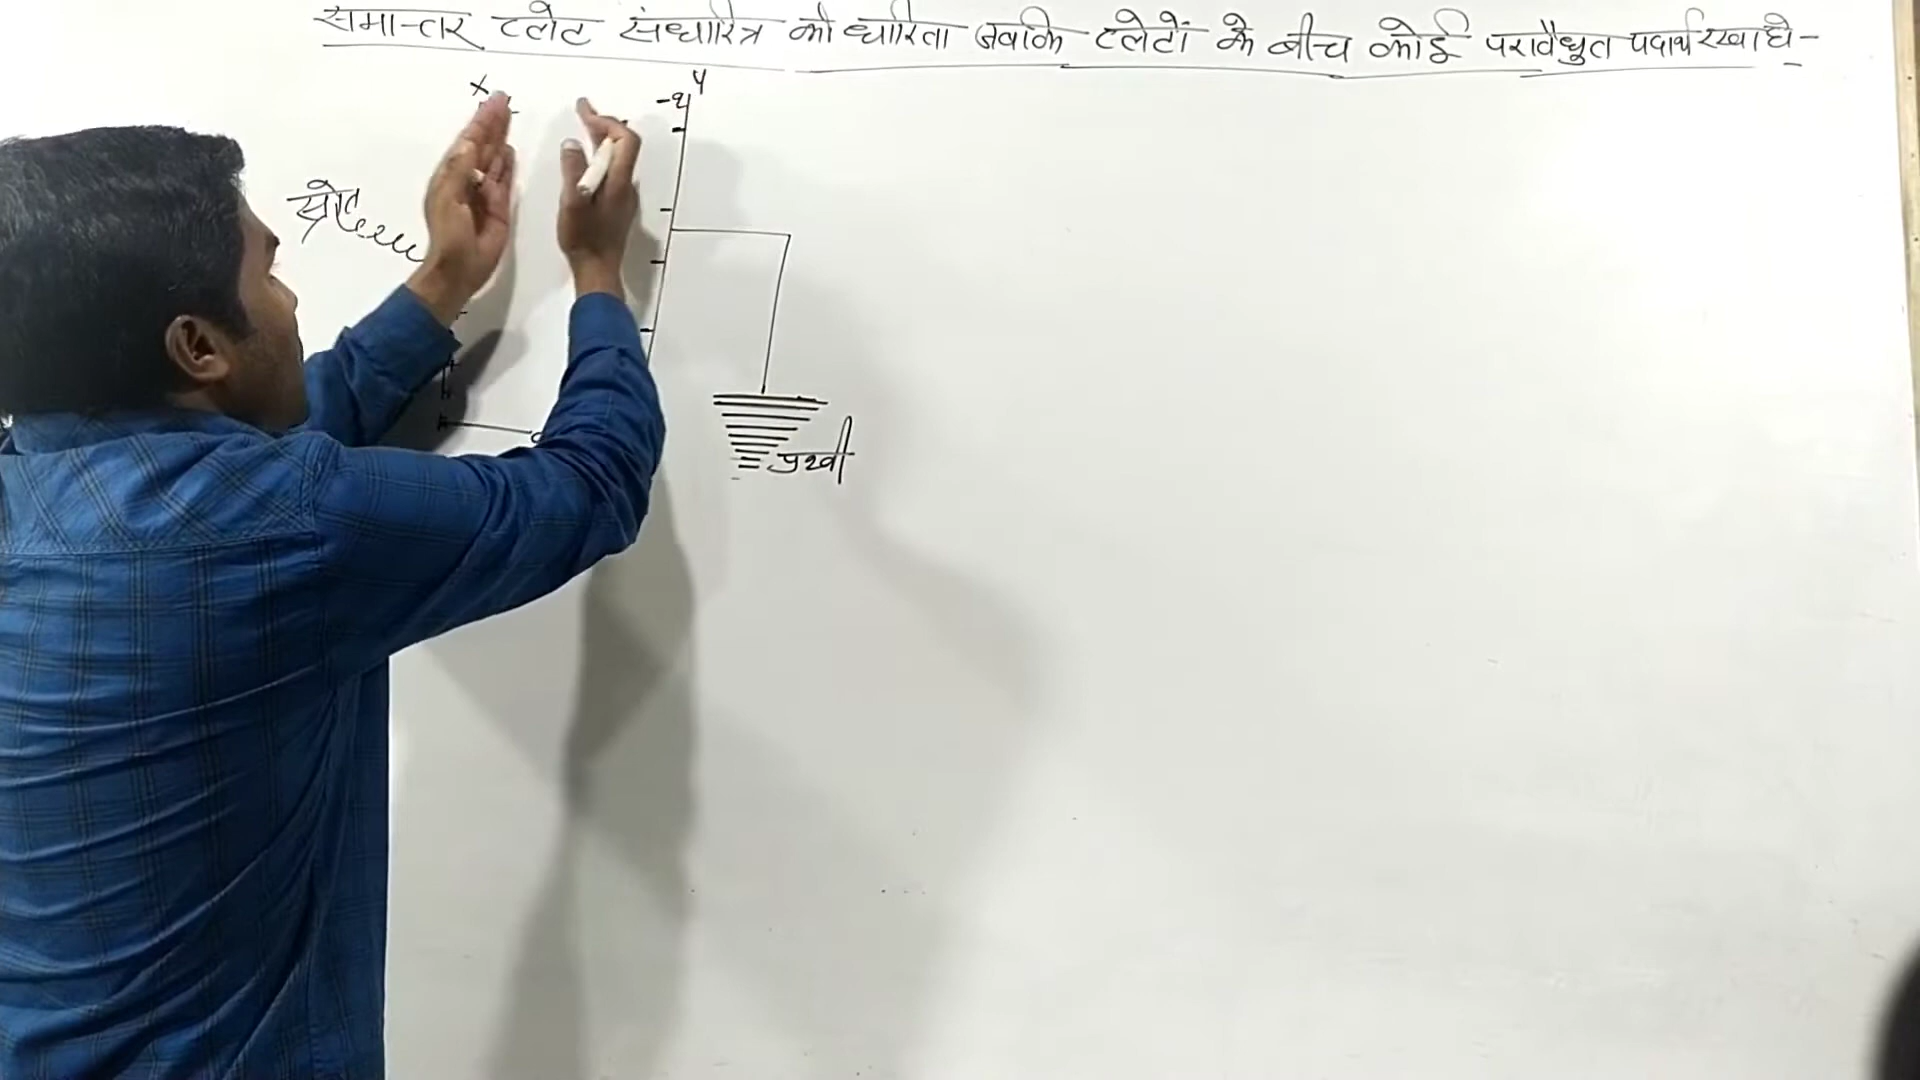 समान्तर प्लेट संधारित्र की धारिता जबकि प्लेटों के बीच कोई परावैधुत पदार्थ रखा हो -
X
Y
-q
स्रोत
पृथ्वी